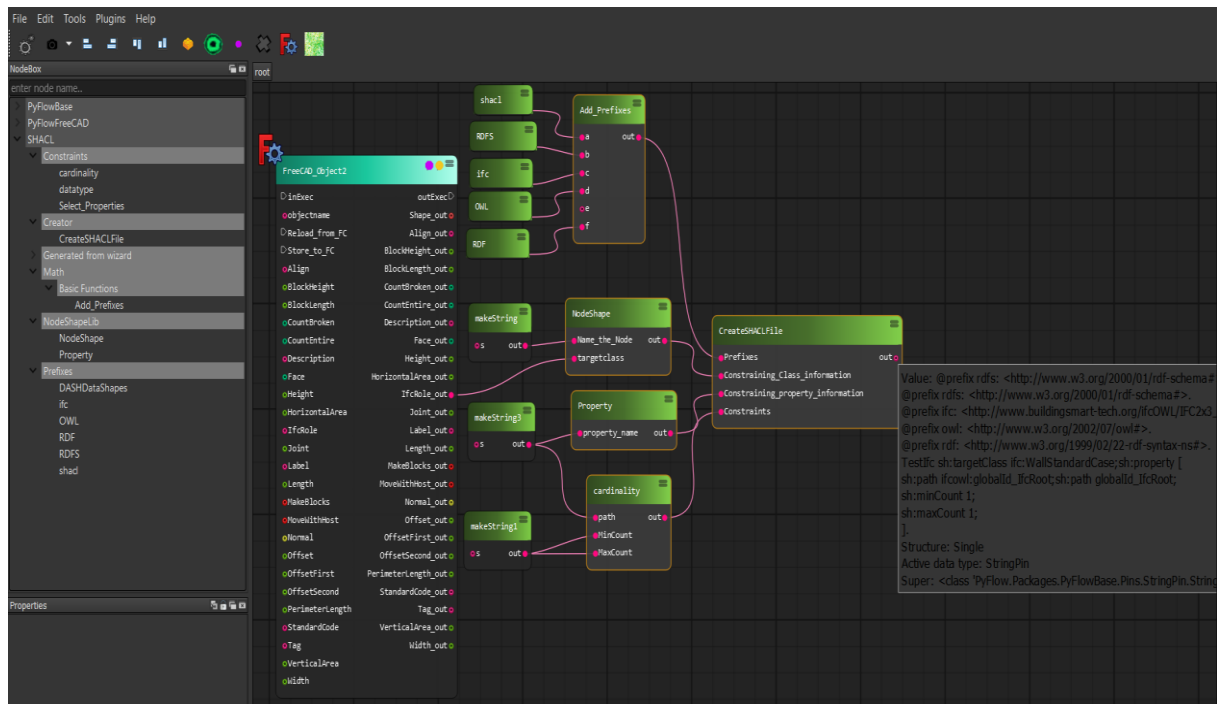 File Edit Tools Plugins Help
NodeBox
enter node name..
PyFlowBase
PyFlowFreeCAD
SHACL
Constraints
cardinality
datatype
Select_Properties
Creator
CreateSHACLFile
Generated from wizard
Math
Basic Functions
Add_Prefixes
NodeShapeLib
NodeShape
Property
Prefixes
DASHDataShapes
ifc
OWL
RDF
RDFS
shacl
Properties
root
FreeCAD_Object2
inExec outExec
objectname Shape_out
Reload_from_FC Align_out
Store_to_FC BlockHeight_out
Align BlockLength_out
BlockHeight CountBroken_out
BlockLength CountEntire_out
CountBroken Description_out
CountEntire Face_out
Description Height_out
Face HorizontalArea_out
Height IfcRole_out
HorizontalArea Joint_out
IfcRole Label_out
Joint Length_out
Label MakeBlocks_out
Length MoveWithHost_out
MakeBlocks Normal_out
MoveWithHost Offset_out
Normal OffsetFirst_out
Offset OffsetSecond_out
OffsetFirst PerimeterLength_out
OffsetSecond StandardCode_out
PerimeterLength Tag_out
StandardCode VerticalArea_out
Tag Width_out
VerticalArea
Width
shacl
RDFS
ifc
OWL
RDF
Add_Prefixes
a out
b
c
d
e
f
makeString
s out
NodeShape
Name_the_Node out
targetclass
makeString3
s out
Property
property_name out
makeString1
s out
cardinality
path out
MinCount
MaxCount
CreateSHACLFile
Prefixes out
Constraining_Class_information
Constraining_property_information
Constraints
Value: @prefix rdfs: <http://www.w3.org/2000/01/rdf-schema#
@prefix rdfs: <http://www.w3.org/2000/01/rdf-schema#>.
@prefix ifc: <http://www.buildingsmart-tech.org/ifcOWL/IFC2x3_
@prefix owl: <http://www.w3.org/2002/07/owl#>.
@prefix rdf: <http://www.w3.org/1999/02/22-rdf-syntax-ns#>.
TestIfc sh:targetClass ifc:WallStandardCase;sh:property [
sh:path ifcowl:globalId_IfcRoot;sh:path globalId_IfcRoot;
sh:minCount 1;
sh:maxCount 1;
].
Structure: Single
Active data type: StringPin
Super: <class 'PyFlow.Packages.PyFlowBase.Pins.StringPin.String